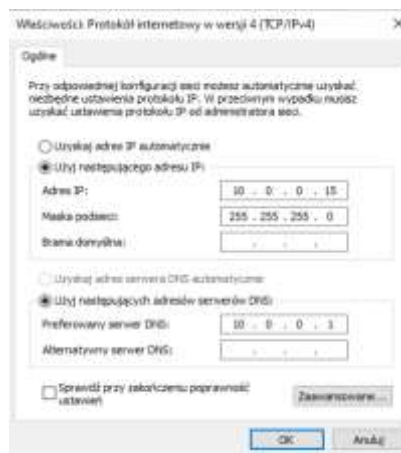 Właściwości: Protokół internetowy w wersji 4 (TCP/IPv4)
Ogólne
Przy odpowiedniej konfiguracji sieci możesz automatycznie uzyskać
niezbędne ustawienia protokołu IP. W przeciwnym wypadku musisz
uzyskać ustawienia protokołu IP od administratora sieci.
Uzyskaj adres IP automatycznie
Użyj następującego adresu IP:
Adres IP: 10 . 0 . 0 . 15
Maska podsieci: 255 . 255 . 255 . 0
Brama domyślna: . . .
Uzyskaj adres serwera DNS automatycznie
Użyj następujących adresów serwerów DNS:
Preferowany serwer DNS: 10 . 0 . 0 . 1
Alternatywny serwer DNS: . . .
Sprawdź przy zakończeniu poprawność
ustawień
Zaawansowane...
OK Anuluj